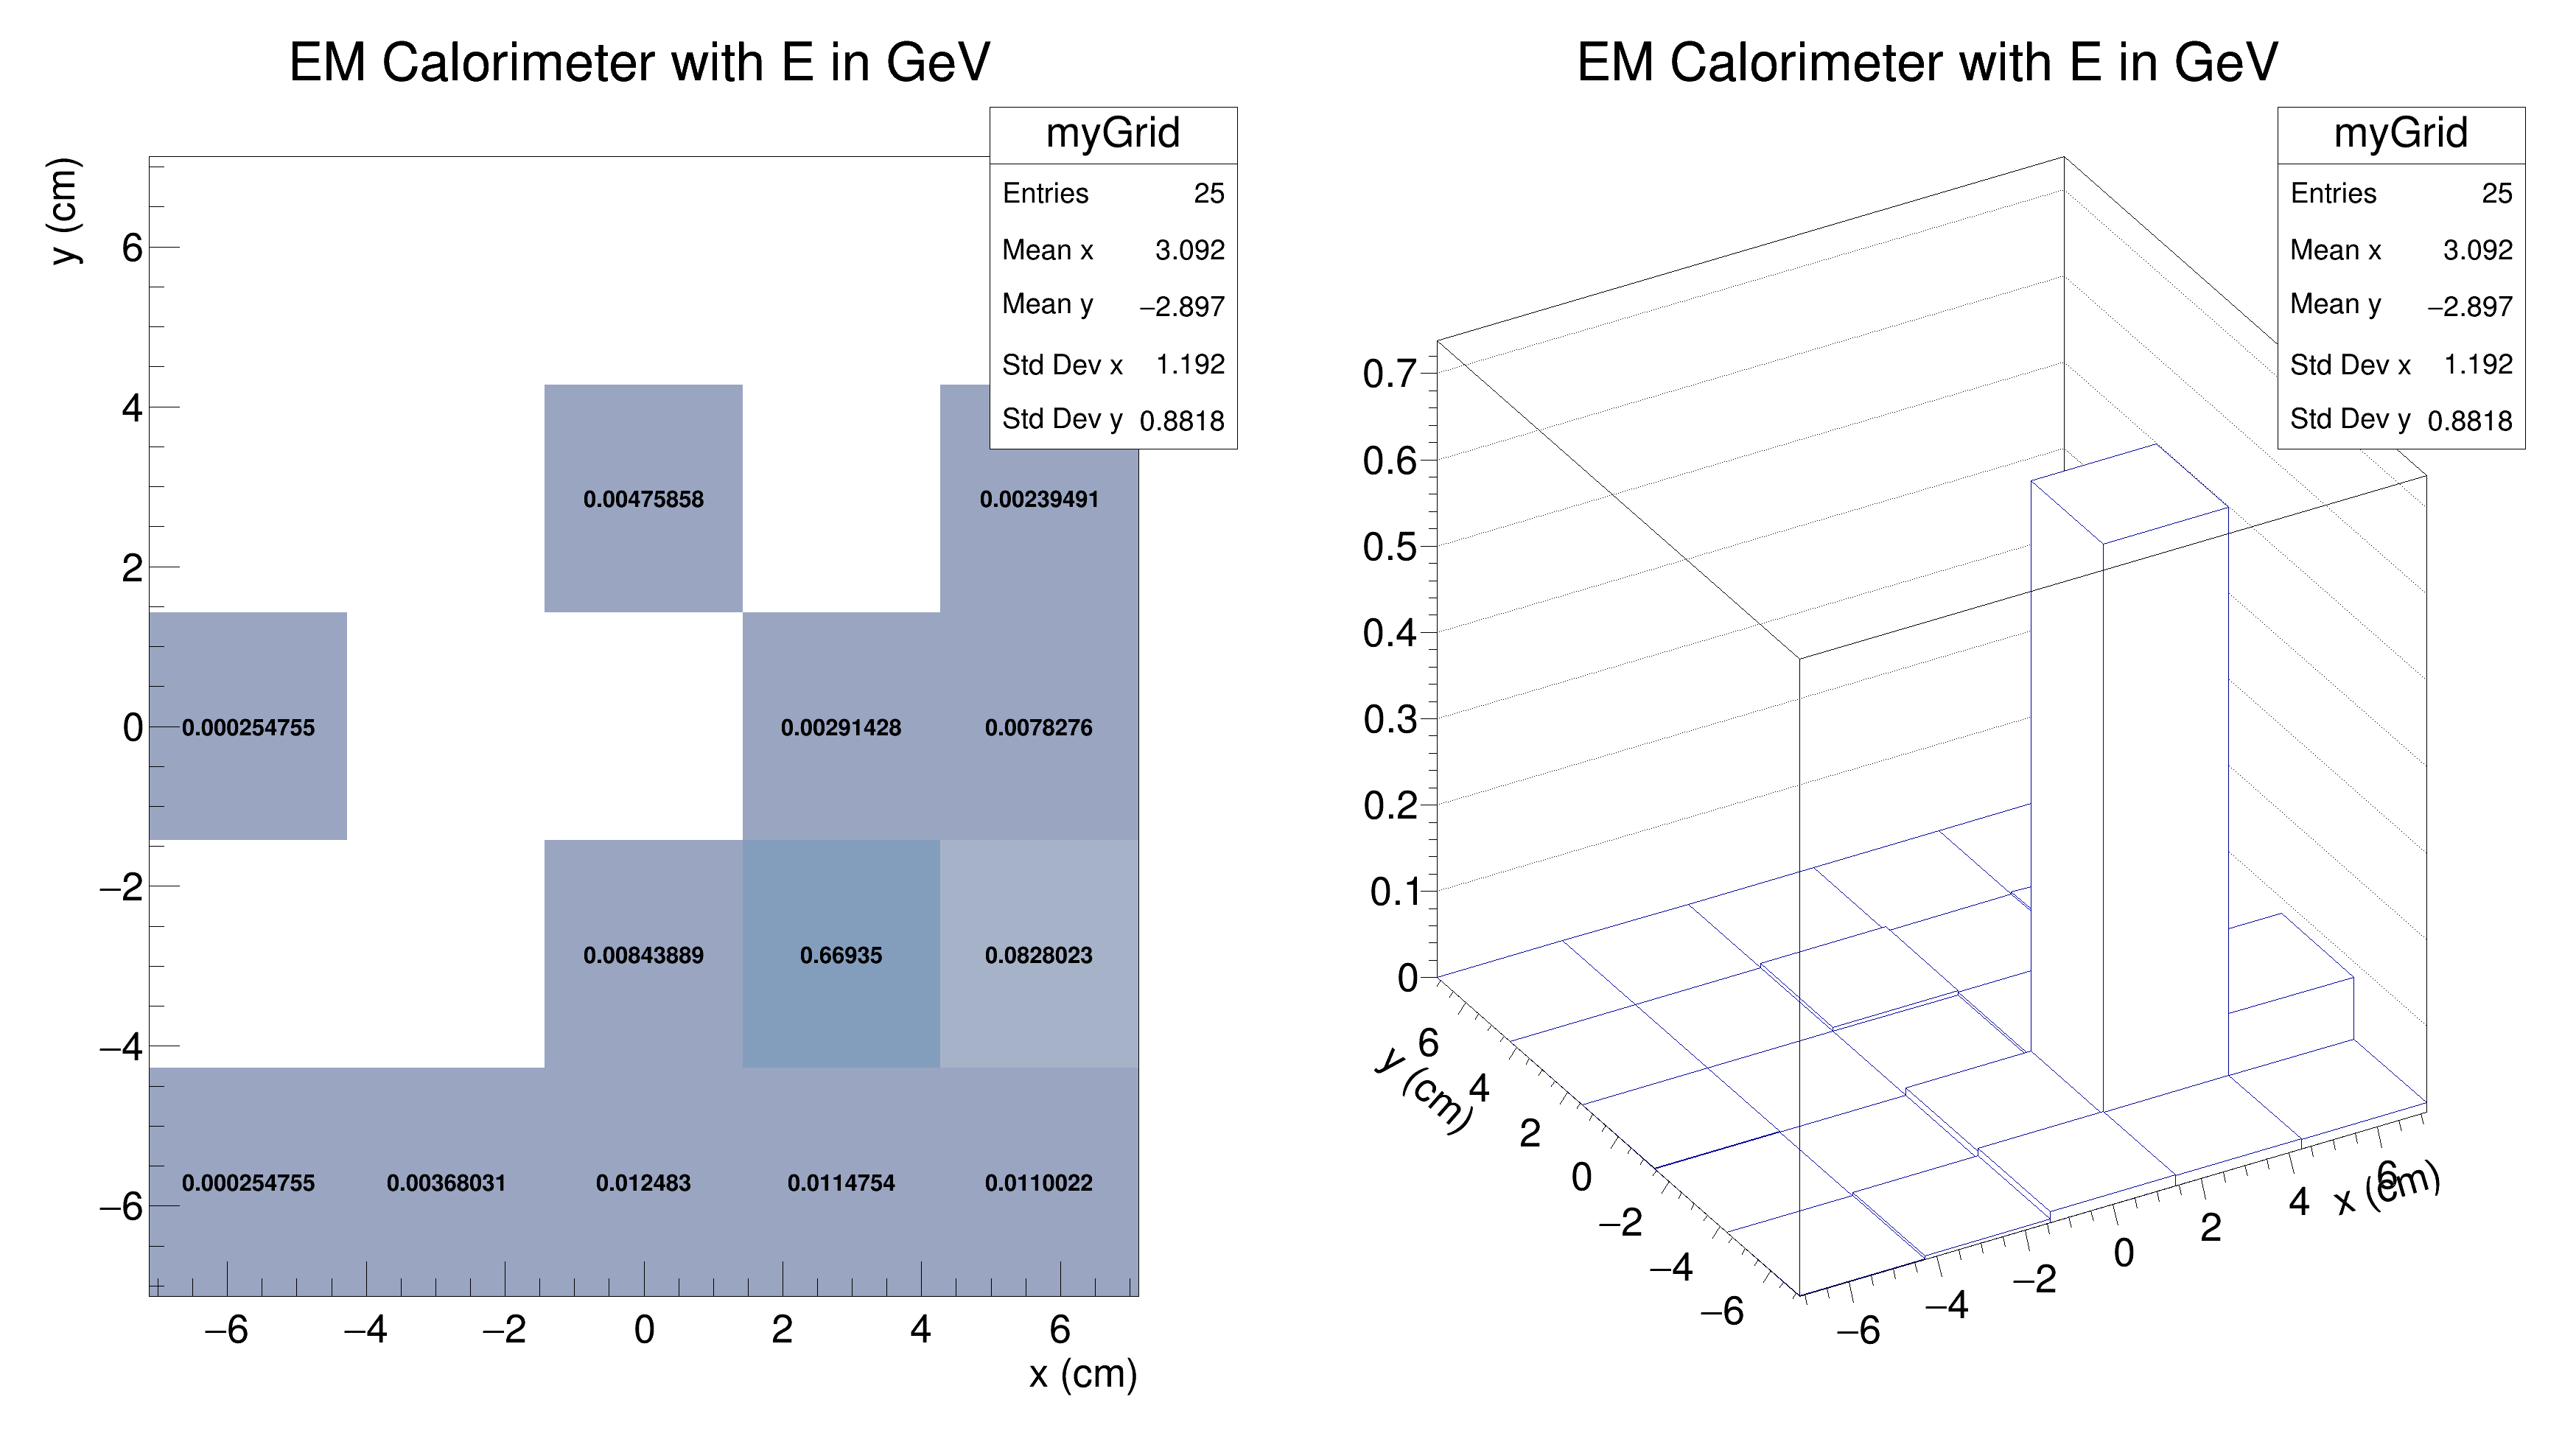 EM Calorimeter with E in GeV
myGrid
Entries 25
Mean x 3.092
Mean y −2.897
Std Dev x 1.192
Std Dev y 0.8818
y (cm)
6
4
2
0
−2
−4
−6
0.00475858 0.00239491
0.000254755 0.00291428 0.0078276
0.00843889 0.66935 0.0828023
0.000254755 0.00368031 0.012483 0.0114754 0.0110022
−6 −4 −2 0 2 4 6
x (cm)
EM Calorimeter with E in GeV
myGrid
Entries 25
Mean x 3.092
Mean y −2.897
Std Dev x 1.192
Std Dev y 0.8818
0.7
0.6
0.5
0.4
0.3
0.2
0.1
0
y (cm)
6
4
2
0
−2
−4
−6
−6
−4
−2
0
2
4
6
x (cm)